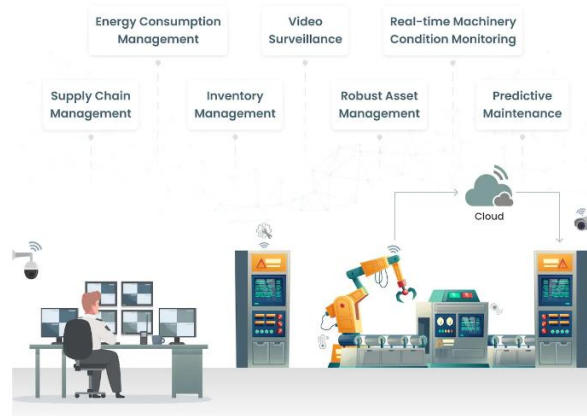 Energy Consumption
Management
Video
Surveillance
Real-time Machinery
Condition Monitoring
Supply Chain
Management
Inventory
Management
Robust Asset
Management
Predictive
Maintenance
Cloud